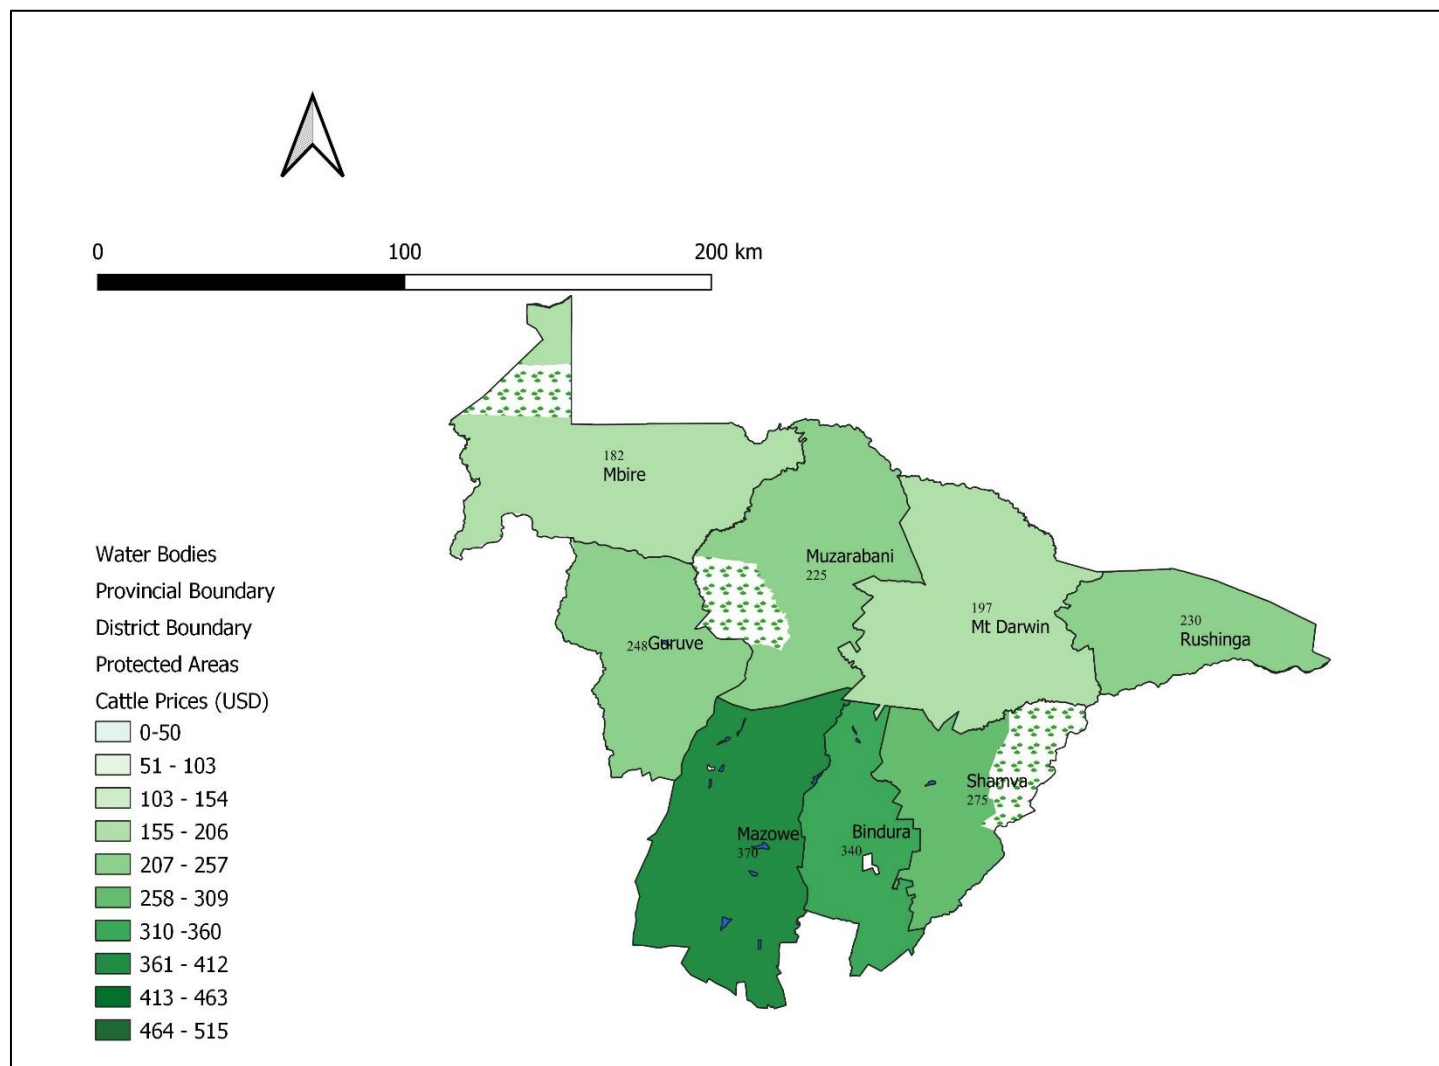 0 100 200 km
182
Mbire
Muzarabani
225
197
Mt Darwin
230
Rushinga
248 Guruve
Shamva
275
Mazowe
370
Bindura
340
Water Bodies
Provincial Boundary
District Boundary
Protected Areas
Cattle Prices (USD)
0-50
51 - 103
103 - 154
155 - 206
207 - 257
258 - 309
310 -360
361 - 412
413 - 463
464 - 515